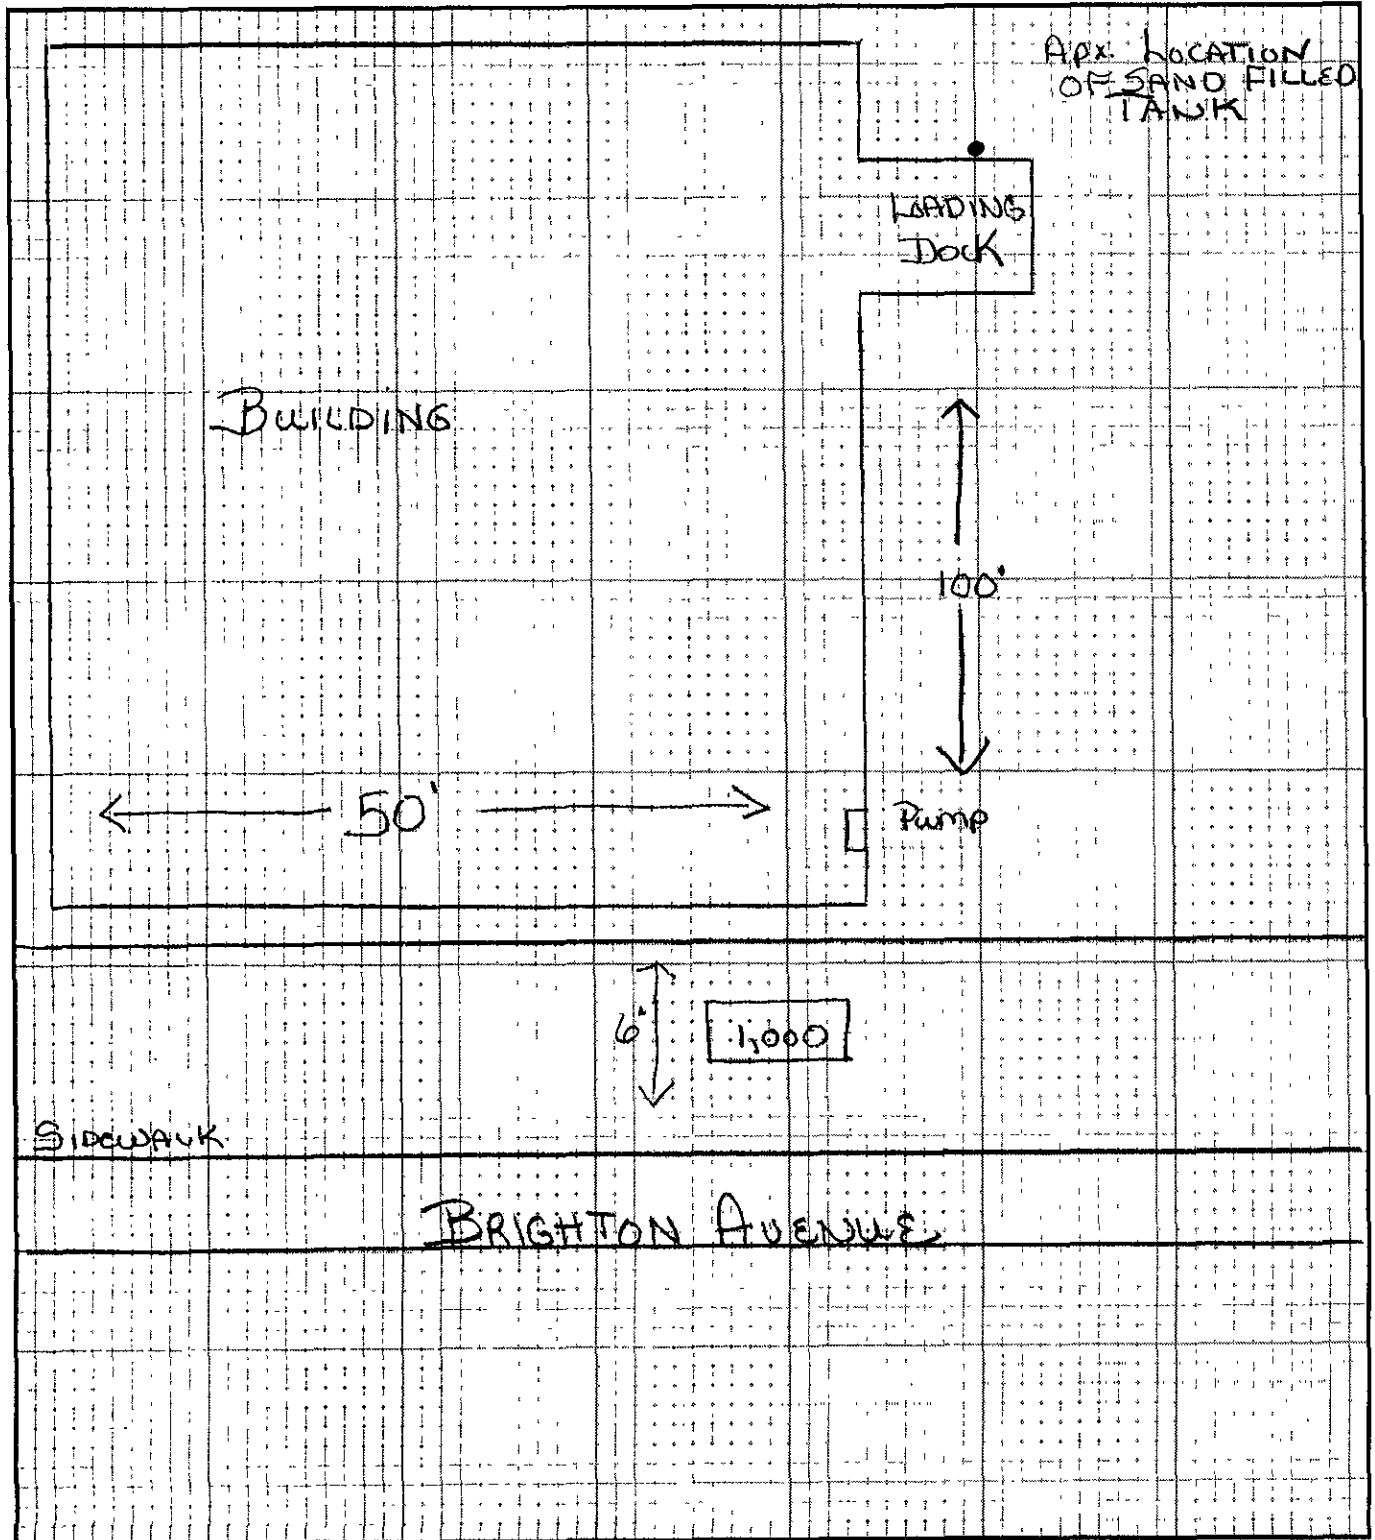 Apx. LOCATION
OF SAND FILLED
TANK
LOADING
DOCK
BUILDING
100'
50'
Pump
6'
1,000
SIDEWALK
BRIGHTON AVENUE